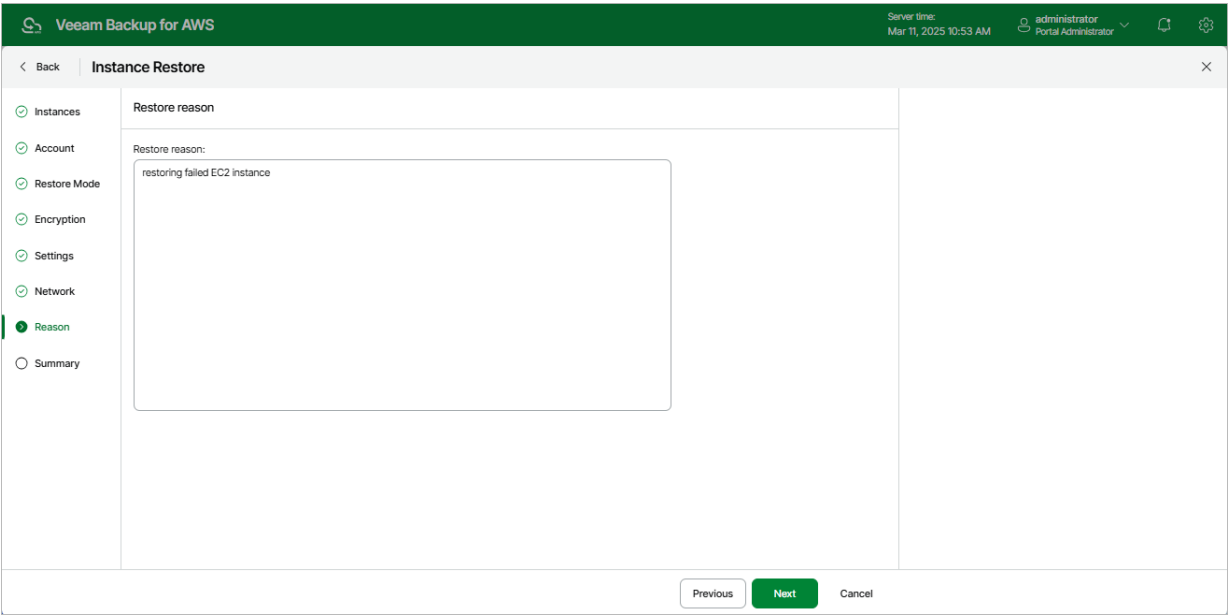 Veeam Backup for AWS
Server time:
Mar 11, 2025 10:53 AM
administrator
Portal Administrator
Back
Instance Restore
Instances
Account
Restore Mode
Encryption
Settings
Network
Reason
Summary
Restore reason
Restore reason:
restoring failed EC2 instance
Previous
Next
Cancel